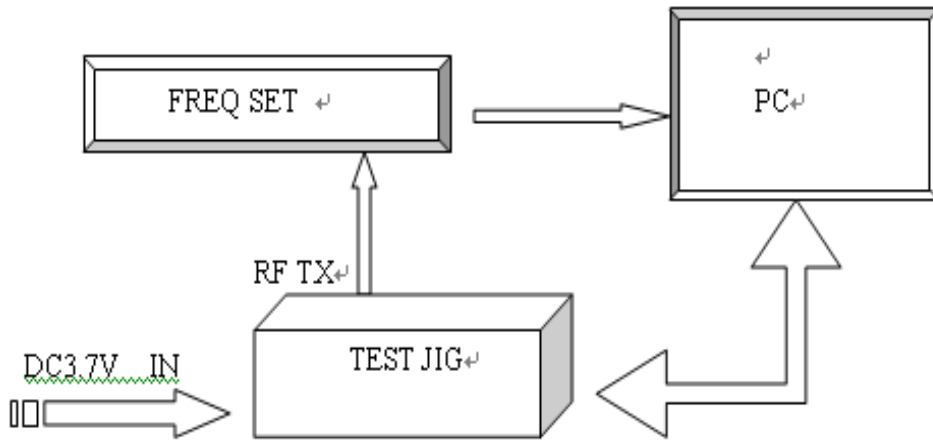 FREQ SET
PC
RF TX
TEST JIG
DC3.7V IN